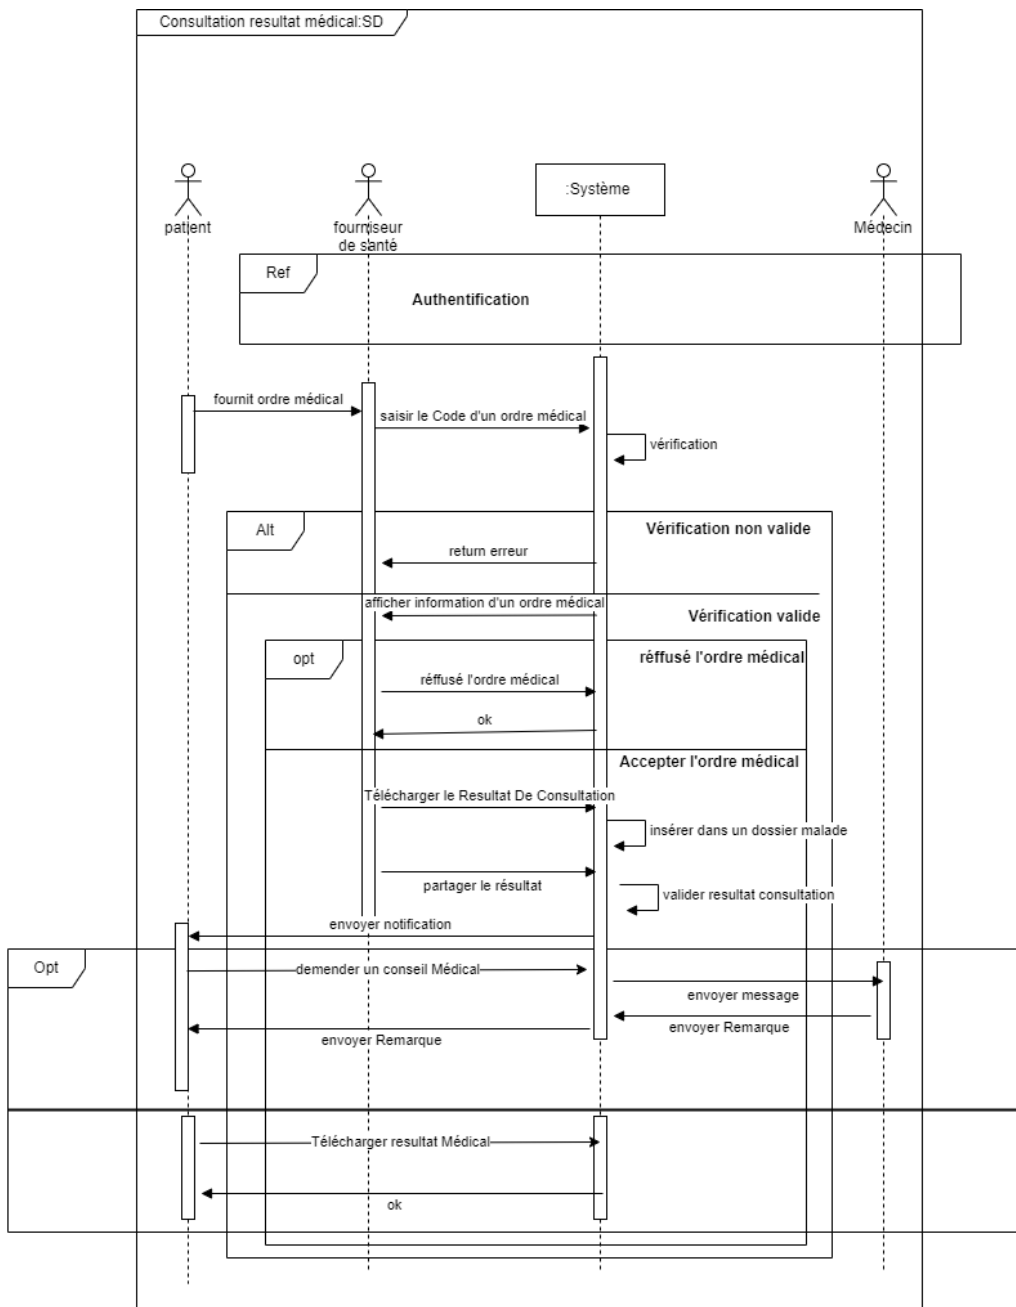 Consultation resultat médical:SD
patient
fourniseur
de santé
:Système
Médecin
Ref
Authentification
fournit ordre médical
saisir le Code d'un ordre médical
vérification
Alt
Vérification non valide
return erreur
afficher information d'un ordre médical
Vérification valide
opt
réffusé l'ordre médical
réffusé l'ordre médical
ok
Accepter l'ordre médical
Télécharger le Resultat De Consultation
insérer dans un dossier malade
partager le résultat
valider resultat consultation
envoyer notification
Opt
demender un conseil Médical
envoyer message
envoyer Remarque
envoyer Remarque
Télécharger resultat Médical
ok